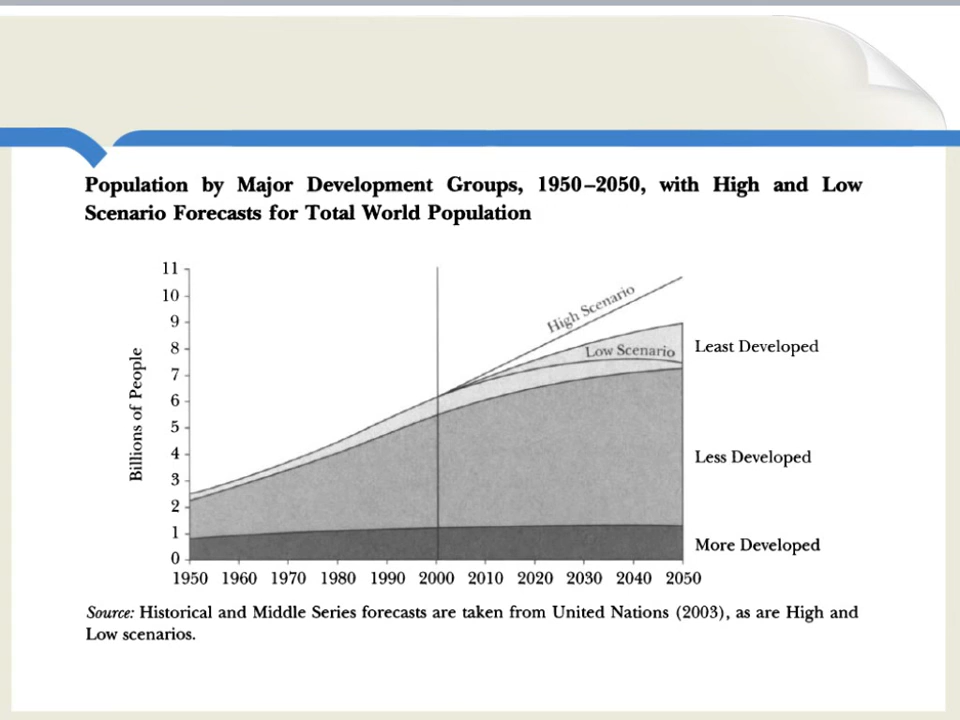 Population by Major Development Groups, 1950–2050, with High and Low
Scenario Forecasts for Total World Population
11
10
9
8
7
6
5
4
3
2
1
0
Billions of People
High Scenario
Low Scenario
Least Developed
Less Developed
More Developed
1950 1960 1970 1980 1990 2000 2010 2020 2030 2040 2050
Source: Historical and Middle Series forecasts are taken from United Nations (2003), as are High and
Low scenarios.